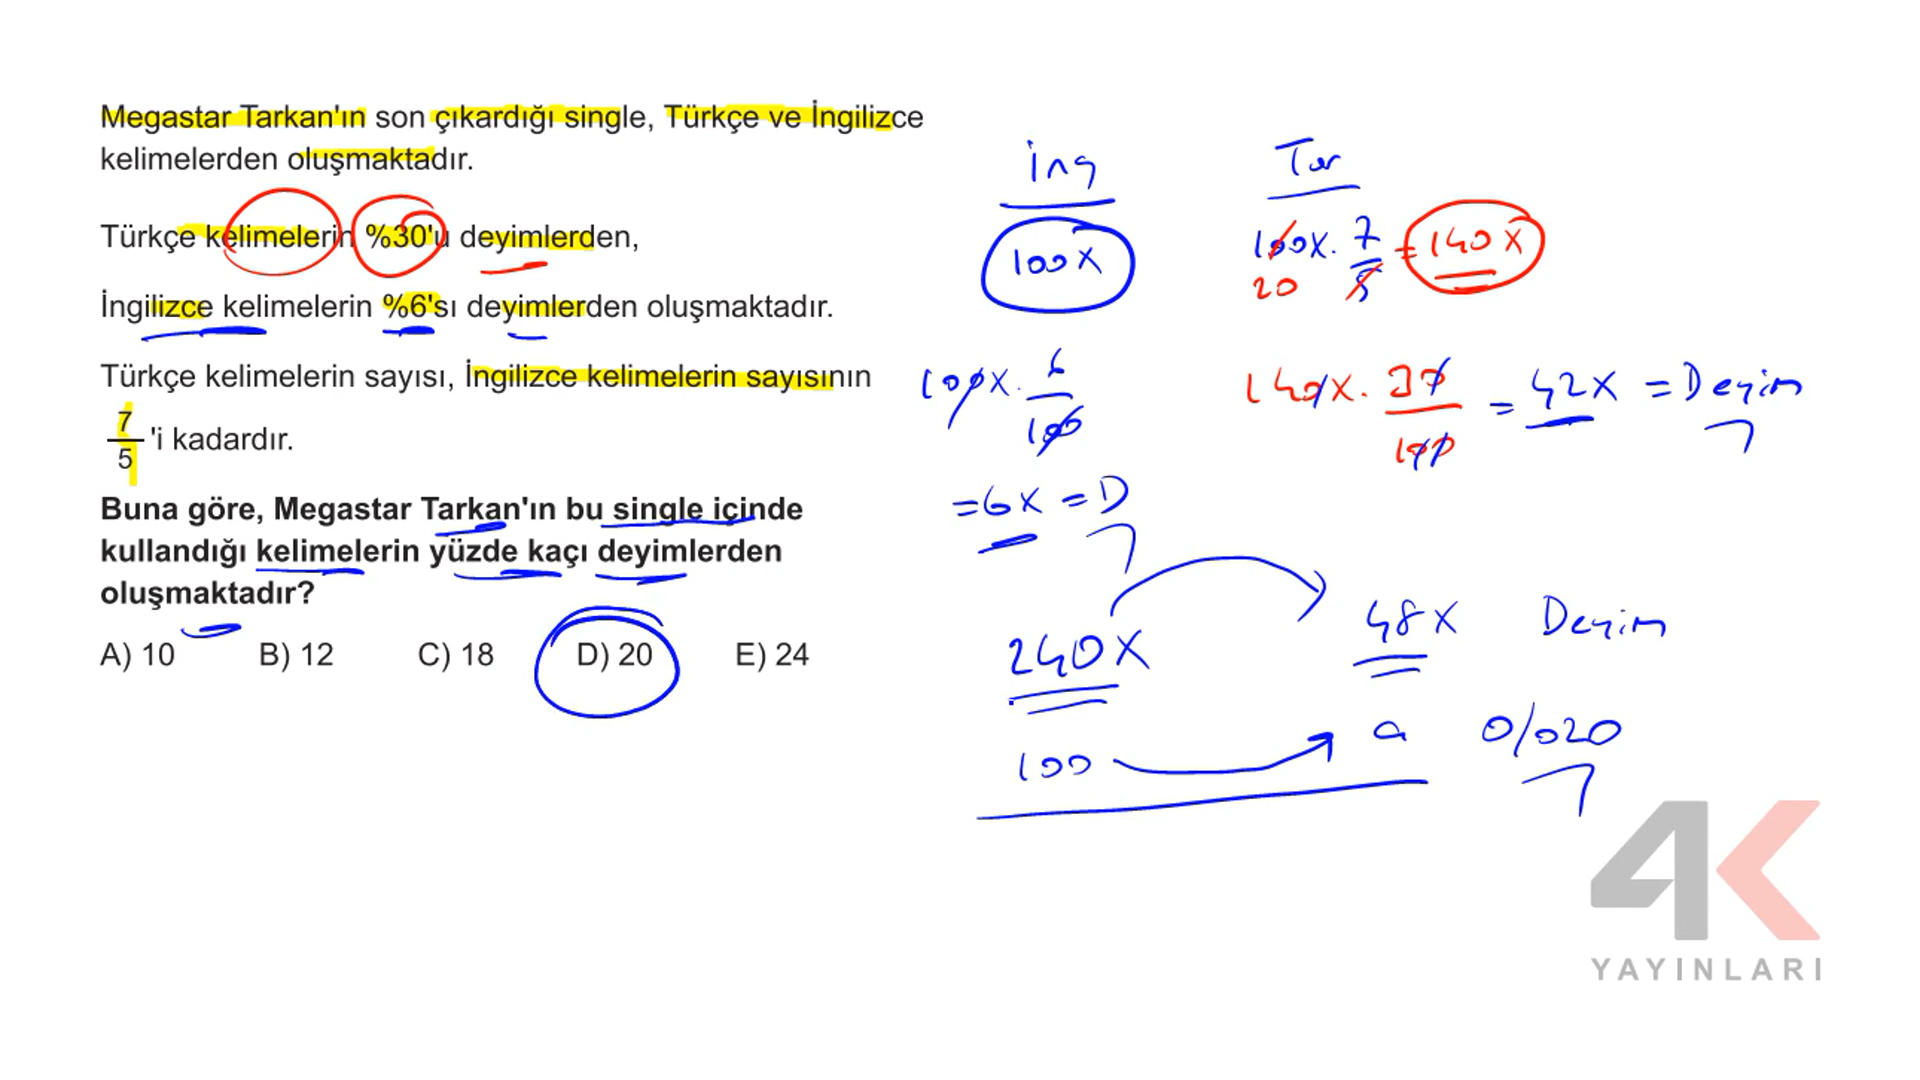 Megastar Tarkan'ın son çıkardığı single, Türkçe ve İngilizce
kelimelerden oluşmaktadır.
Türkçe kelimelerin %30'u deyimlerden,
İngilizce kelimelerin %6'sı deyimlerden oluşmaktadır.
Türkçe kelimelerin sayısı, İngilizce kelimelerin sayısının
7/5 'i kadardır.
Buna göre, Megastar Tarkan'ın bu single içinde
kullandığı kelimelerin yüzde kaçı deyimlerden
oluşmaktadır?
A) 10 B) 12 C) 18 D) 20 E) 24
ing Tür
100X
100X . 7/5 = 140X
20
100X . 6/100
= 6X = D
140X . 30/100 = 42X = Deyim
240X 48X Deyim
100 a %20
4K
YAYINLARI